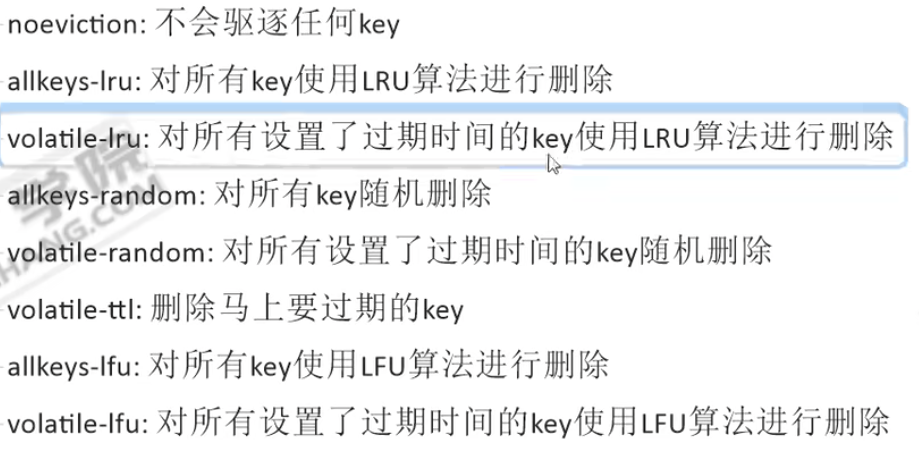 noeviction: 不会驱逐任何key
allkeys-lru: 对所有key使用LRU算法进行删除
volatile-lru: 对所有设置了过期时间的key使用LRU算法进行删除
allkeys-random: 对所有key随机删除
volatile-random: 对所有设置了过期时间的key随机删除
volatile-ttl: 删除马上要过期的key
allkeys-lfu: 对所有key使用LFU算法进行删除
volatile-lfu: 对所有设置了过期时间的key使用LFU算法进行删除
学院
HANG.COM